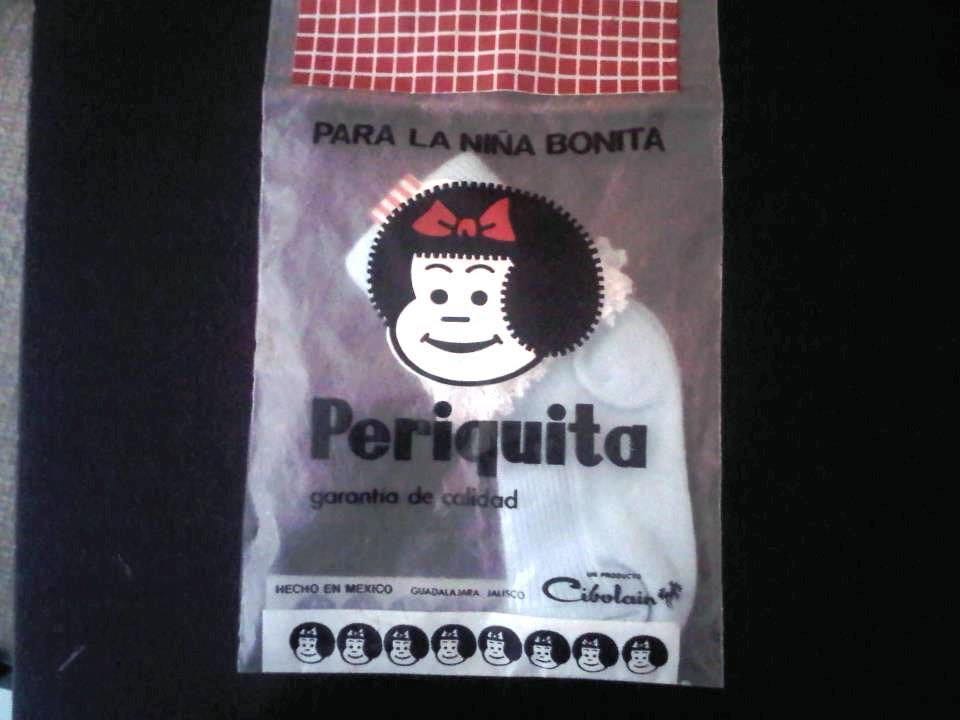 PARA LA NIÑA BONITA
Periquita
garantía de calidad
HECHO EN MEXICO GUADALAJARA JALISCO
UN PRODUCTO
Cibolain